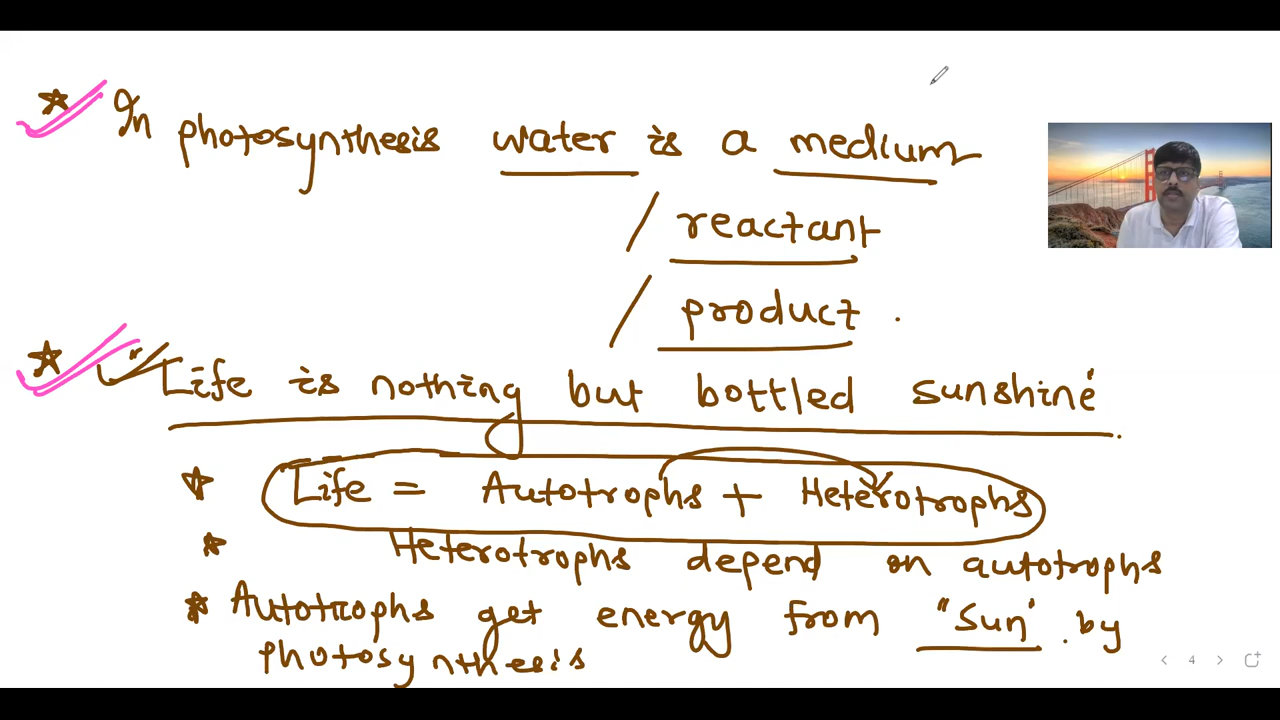 In photosynthesis water is a medium
/ reactant
/ product .
"Life is nothing but bottled sunshine"
Life = Autotrophs + Heterotrophs
Heterotrophs depend on autotrophs
Autotrophs get energy from "Sun" . by
photosynthesis
4